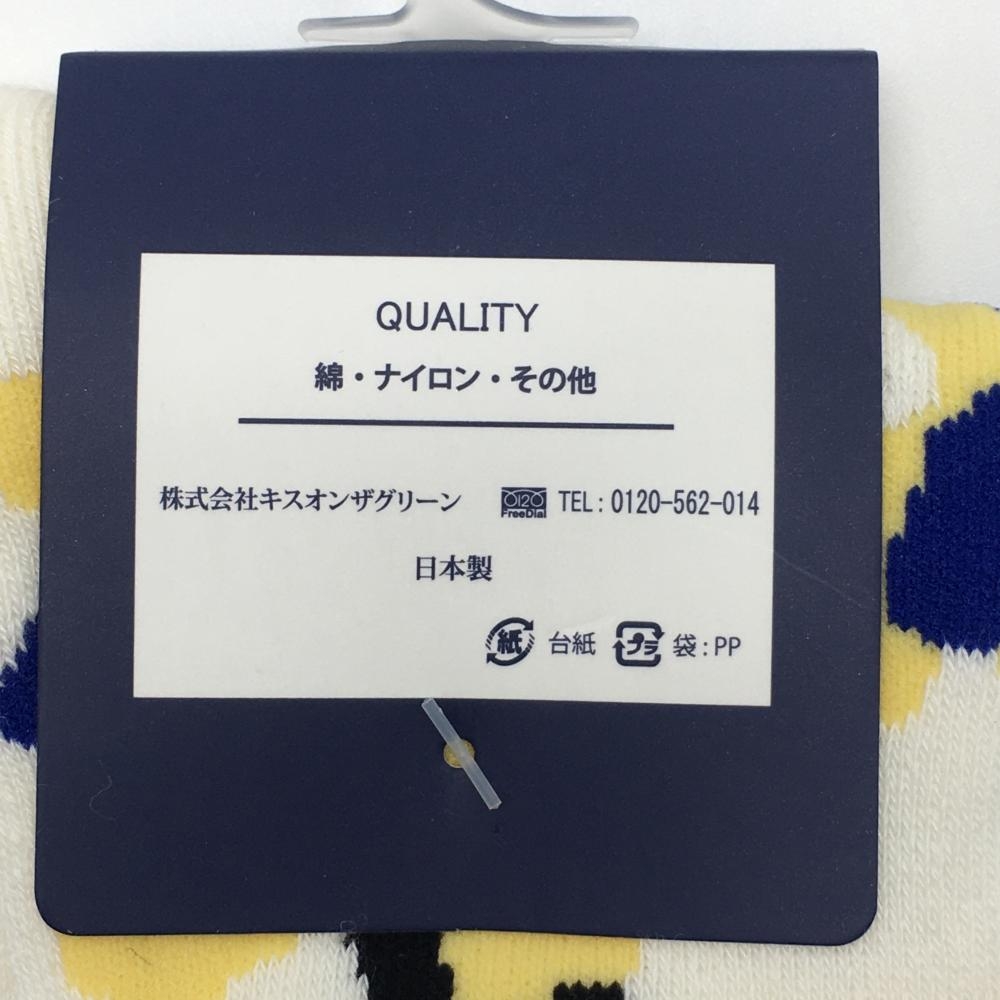 QUALITY
綿・ナイロン・その他
株式会社キスオンザグリーン 0120 FreeDial TEL : 0120-562-014
日本製
紙 台紙 プラ 袋 : PP